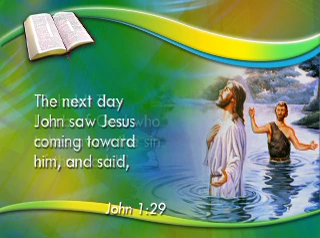 The next day
John saw Jesus
coming toward
him, and said,
John 1:29